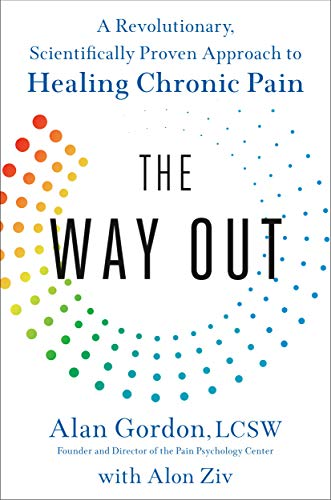 A Revolutionary,
Scientifically Proven Approach to
Healing Chronic Pain
THE
WAY OUT
Alan Gordon, LCSW
Founder and Director of the Pain Psychology Center
with Alon Ziv